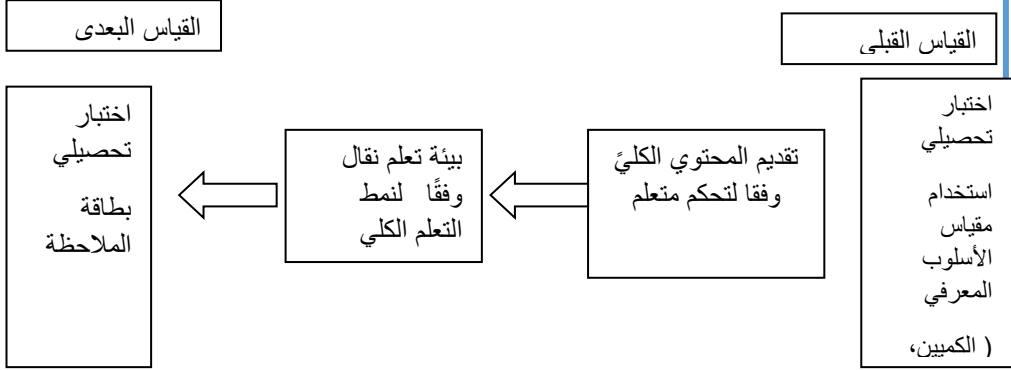 القياس القبلي
القياس البعدى
اختبار
تحصيلي
استخدام
مقياس
الأسلوب
المعرفي
( الكميين،
تقديم المحتوي الكليً
وفقا لتحكم متعلم
بيئة تعلم نقال
وفقًا لنمط
التعلم الكلي
اختبار
تحصيلي
بطاقة
الملاحظة